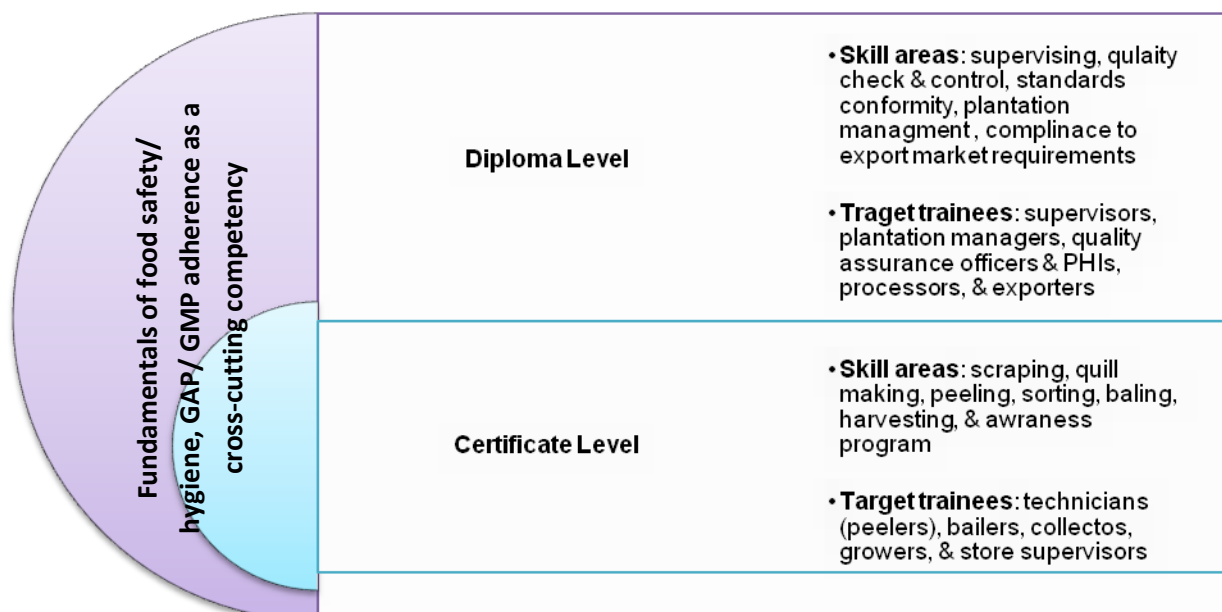 Fundamentals of food safety/
hygiene, GAP/ GMP adherence as a
cross-cutting competency
Diploma Level
• Skill areas: supervising, qulaity
check & control, standards
conformity, plantation
managment , complinace to
export market requirements
• Traget trainees: supervisors,
plantation managers, quality
assurance officers & PHIs,
processors, & exporters
Certificate Level
• Skill areas: scraping, quill
making, peeling, sorting, baling,
harvesting, & awraness
program
• Target trainees: technicians
(peelers), bailers, collectos,
growers, & store supervisors